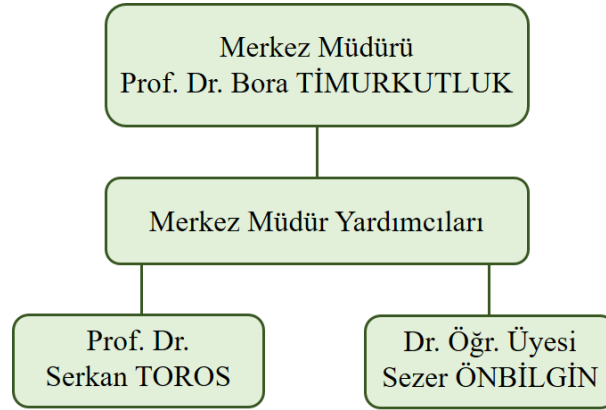 Merkez Müdürü
Prof. Dr. Bora TİMURKUTLUK
Merkez Müdür Yardımcıları
Prof. Dr.
Serkan TOROS
Dr. Öğr. Üyesi
Sezer ÖNBİLGİN